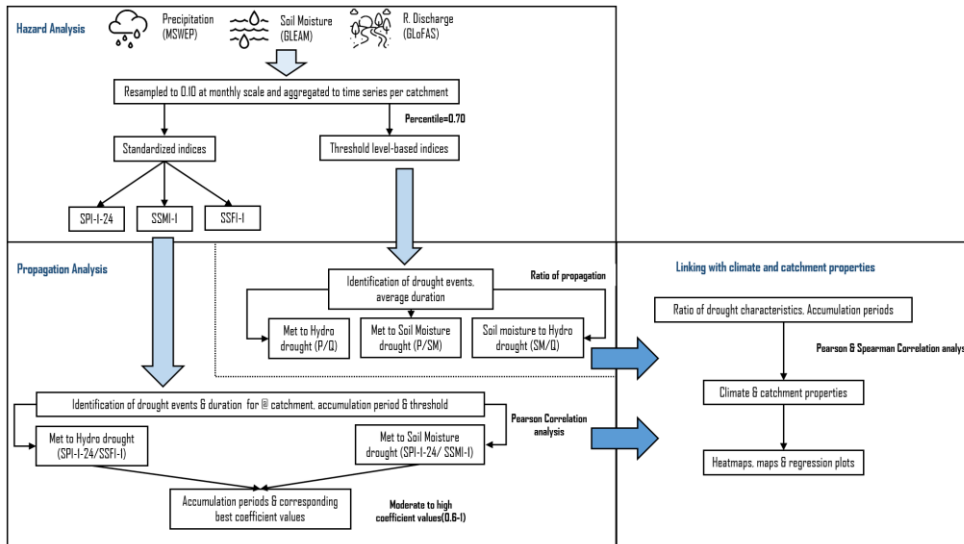 Hazard Analysis
Precipitation
(MSWEP)
Soil Moisture
(GLEAM)
R. Discharge
(GLoFAS)
Resampled to 0.10 at monthly scale and aggregated to time series per catchment
Percentile=0.70
Standardized indices
Threshold level-based indices
SPI-1-24
SSMI-1
SSFI-1
Propagation Analysis
Identification of drought events,
average duration
Ratio of propagation
Met to Hydro
drought (P/Q)
Met to Soil Moisture
drought (P/SM)
Soil moisture to Hydro
drought (SM/Q)
Identification of drought events & duration for @ catchment, accumulation period & threshold
Pearson Correlation
analysis
Met to Hydro drought
(SPI-1-24/SSFI-1)
Met to Soil Moisture
drought (SPI-1-24/ SSMI-1)
Accumulation periods & corresponding
best coefficient values
Moderate to high
coefficient values(0.6-1)
Linking with climate and catchment properties
Ratio of drought characteristics, Accumulation periods
Pearson & Spearman Correlation analys
Climate & catchment properties
Heatmaps, maps & regression plots